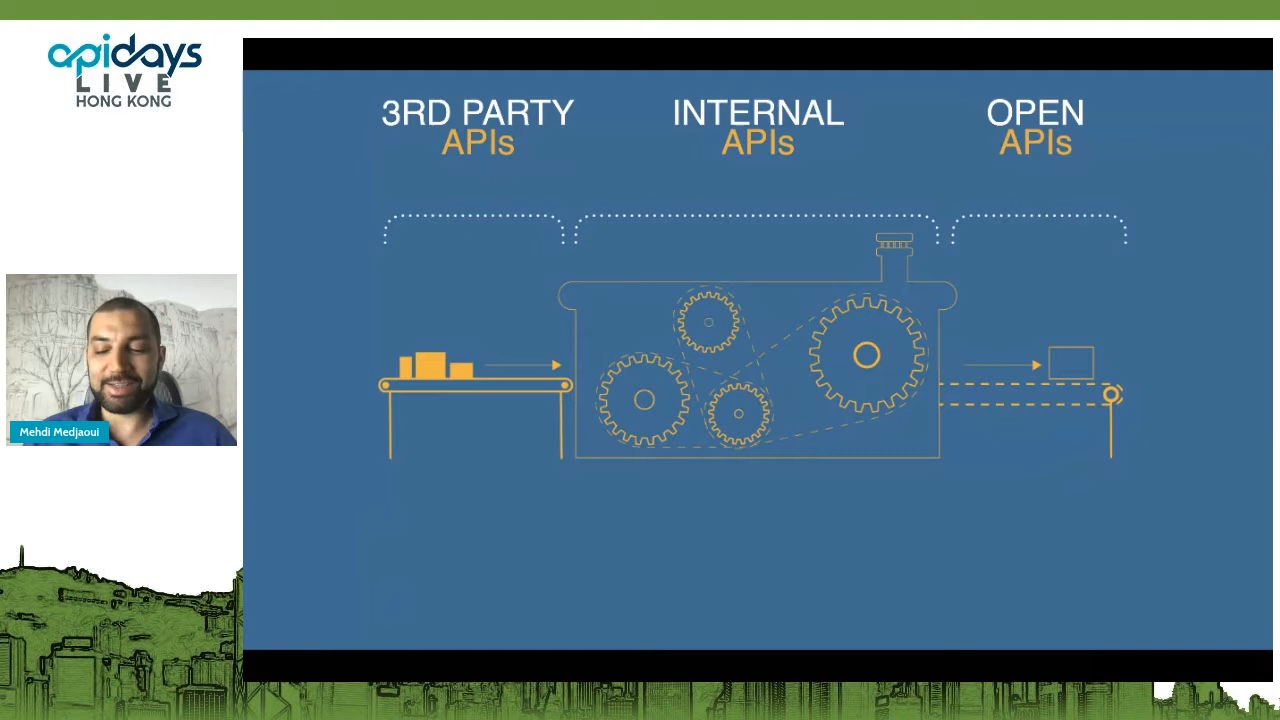 apidays
LIVE
HONG KONG
3RD PARTY
APIs
INTERNAL
APIs
OPEN
APIs
Mehdi Medjaoui